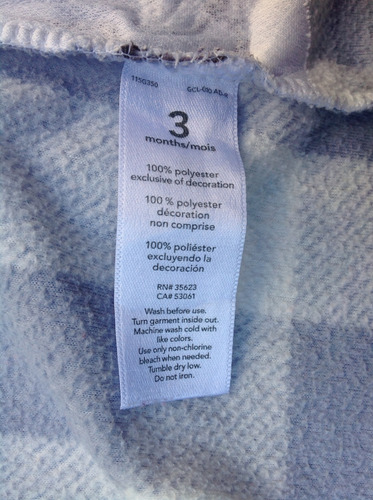 1150350
3
months/mois
100% polyester
exclusive of decoration
100 % polyester
décoration
non comprise
100% poliéster
excluyendo la
decoración
RN# 35623
CA# 53061
Wash before use.
Turn garment inside out.
Machine wash cold with
like colors.
Use only non-chlorine
bleach when needed.
Tumble dry low.
Do not iron.